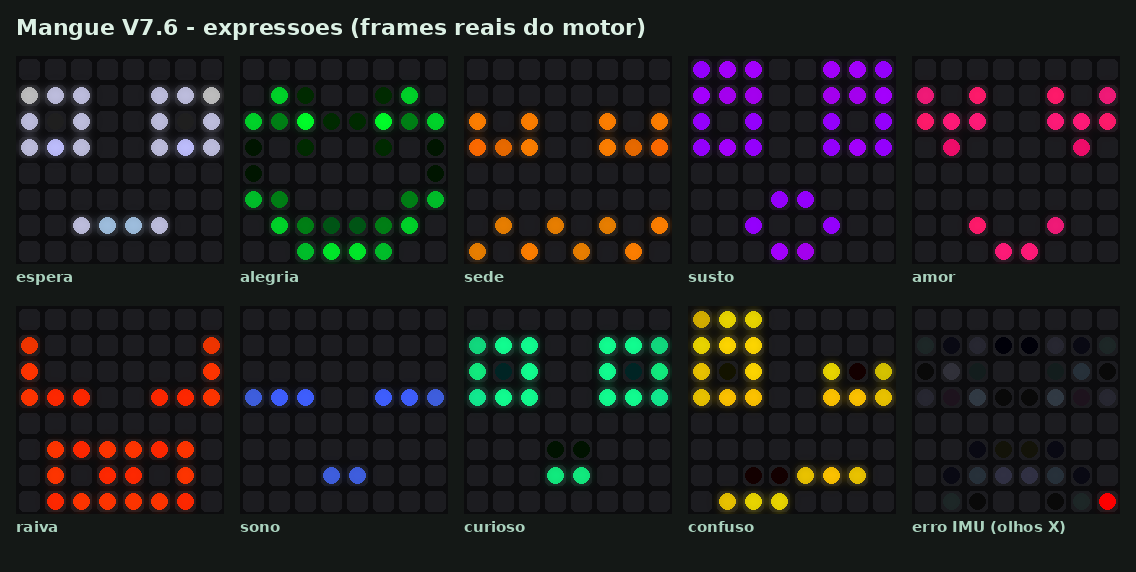 Mangue V7.6 - expressoes (frames reais do motor)
espera
alegria
sede
susto
amor
raiva
sono
curioso
confuso
erro IMU (olhos X)